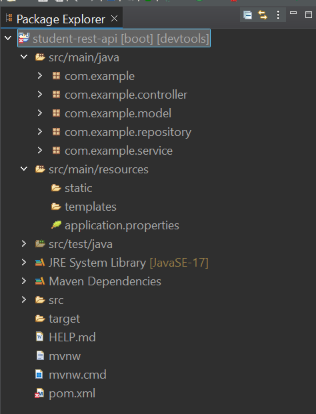 Package Explorer
student-rest-api [boot] [devtools]
src/main/java
com.example
com.example.controller
com.example.model
com.example.repository
com.example.service
src/main/resources
static
templates
application.properties
src/test/java
JRE System Library [JavaSE-17]
Maven Dependencies
src
target
HELP.md
mvnw
mvnw.cmd
pom.xml